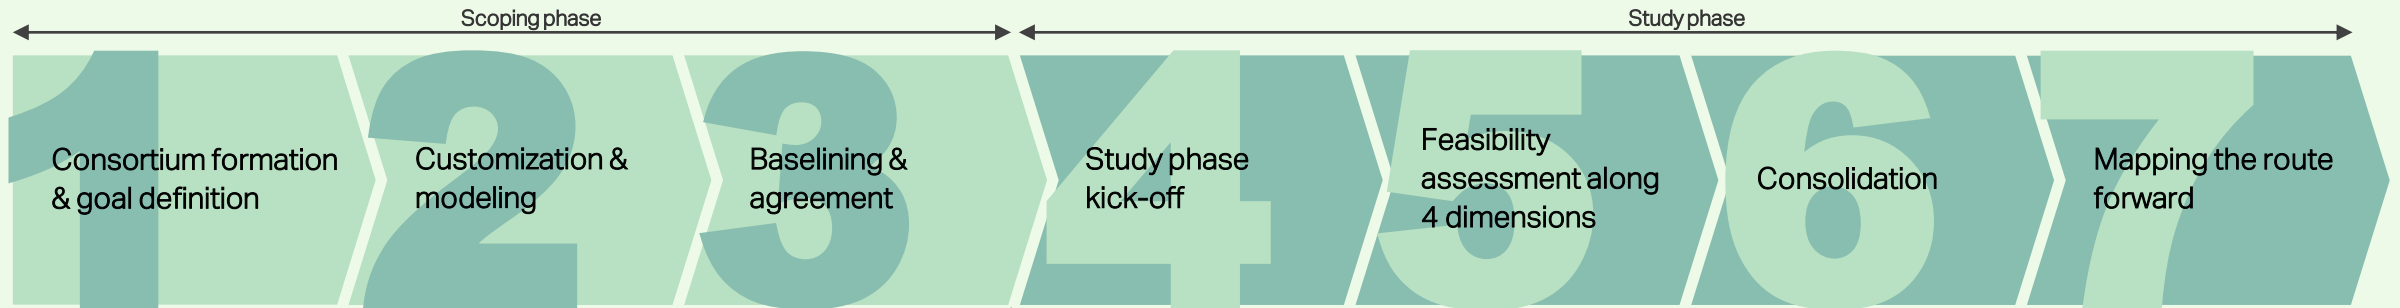 Scoping phase
Study phase
1
Consortium formation
& goal definition
2
Customization &
modeling
3
Baselining &
agreement
4
Study phase
kick-off
5
Feasibility
assessment along
4 dimensions
6
Consolidation
7
Mapping the route
forward